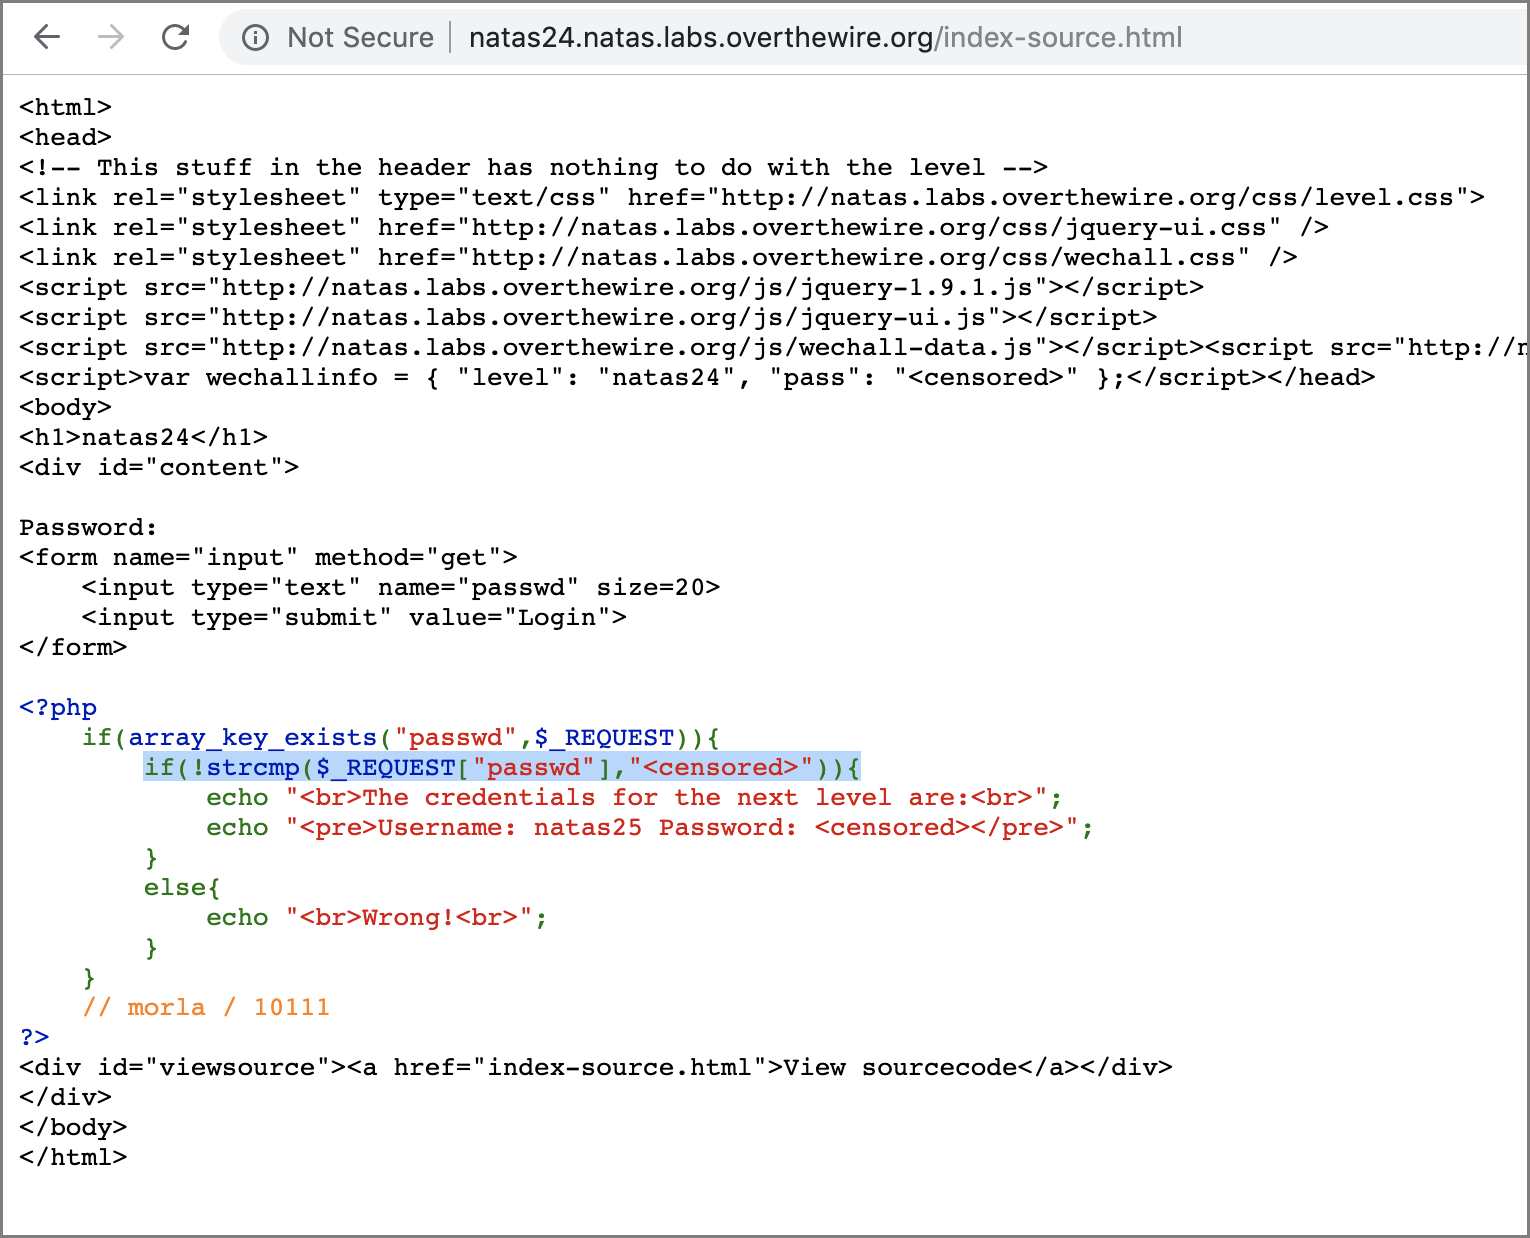 Not Secure | natas24.natas.labs.overthewire.org/index-source.html
<html>
<head>
<!-- This stuff in the header has nothing to do with the level -->
<link rel="stylesheet" type="text/css" href="http://natas.labs.overthewire.org/css/level.css">
<link rel="stylesheet" href="http://natas.labs.overthewire.org/css/jquery-ui.css" />
<link rel="stylesheet" href="http://natas.labs.overthewire.org/css/wechall.css" />
<script src="http://natas.labs.overthewire.org/js/jquery-1.9.1.js"></script>
<script src="http://natas.labs.overthewire.org/js/jquery-ui.js"></script>
<script src="http://natas.labs.overthewire.org/js/wechall-data.js"></script><script src="http://n
<script>var wechallinfo = { "level": "natas24", "pass": "<censored>" };</script></head>
<body>
<h1>natas24</h1>
<div id="content">

Password:
<form name="input" method="get">
    <input type="text" name="passwd" size=20>
    <input type="submit" value="Login">
</form>

<?php
    if(array_key_exists("passwd",$_REQUEST)){
        if(!strcmp($_REQUEST["passwd"],"<censored>")){
            echo "<br>The credentials for the next level are:<br>";
            echo "<pre>Username: natas25 Password: <censored></pre>";
        }
        else{
            echo "<br>Wrong!<br>";
        }
    }
    // morla / 10111
?>
<div id="viewsource"><a href="index-source.html">View sourcecode</a></div>
</div>
</body>
</html>